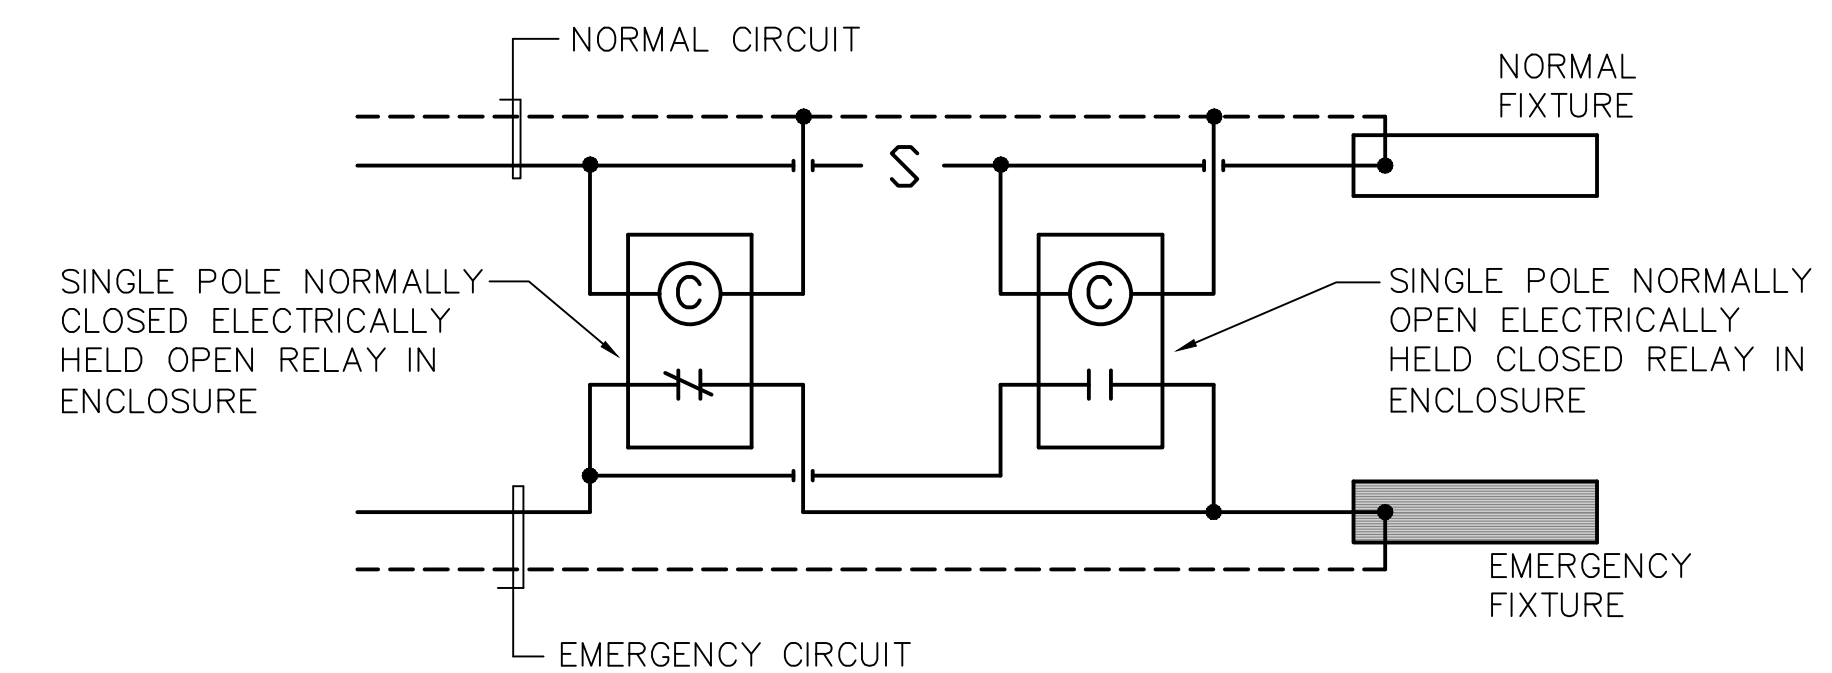 NORMAL CIRCUIT
NORMAL
FIXTURE
S
SINGLE POLE NORMALLY
CLOSED ELECTRICALLY
HELD OPEN RELAY IN
ENCLOSURE
C
C
SINGLE POLE NORMALLY
OPEN ELECTRICALLY
HELD CLOSED RELAY IN
ENCLOSURE
EMERGENCY
FIXTURE
EMERGENCY CIRCUIT